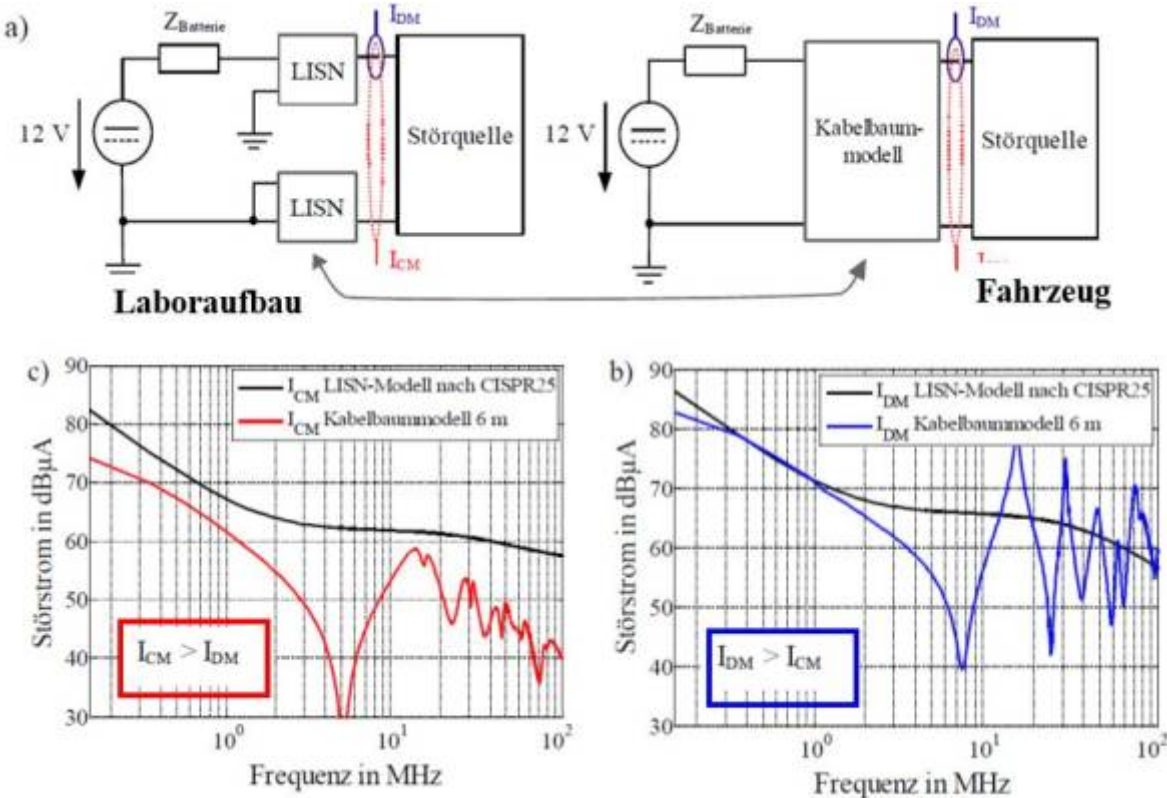 a)
Z_Batterie
12 V
LISN
LISN
I_DM
I_CM
Störquelle
Laboraufbau
Z_Batterie
12 V
Kabelbaum-
modell
I_DM
Störquelle
Fahrzeug
c)
I_CM LISN-Modell nach CISPR25
I_CM Kabelbaummodell 6 m
Störstrom in dBµA
90
80
70
60
50
40
30
I_CM > I_DM
10^0
10^1
10^2
Frequenz in MHz
b)
I_DM LISN-Modell nach CISPR25
I_DM Kabelbaummodell 6 m
Störstrom in dBµA
90
80
70
60
50
40
30
I_DM > I_CM
10^0
10^1
10^2
Frequenz in MHz